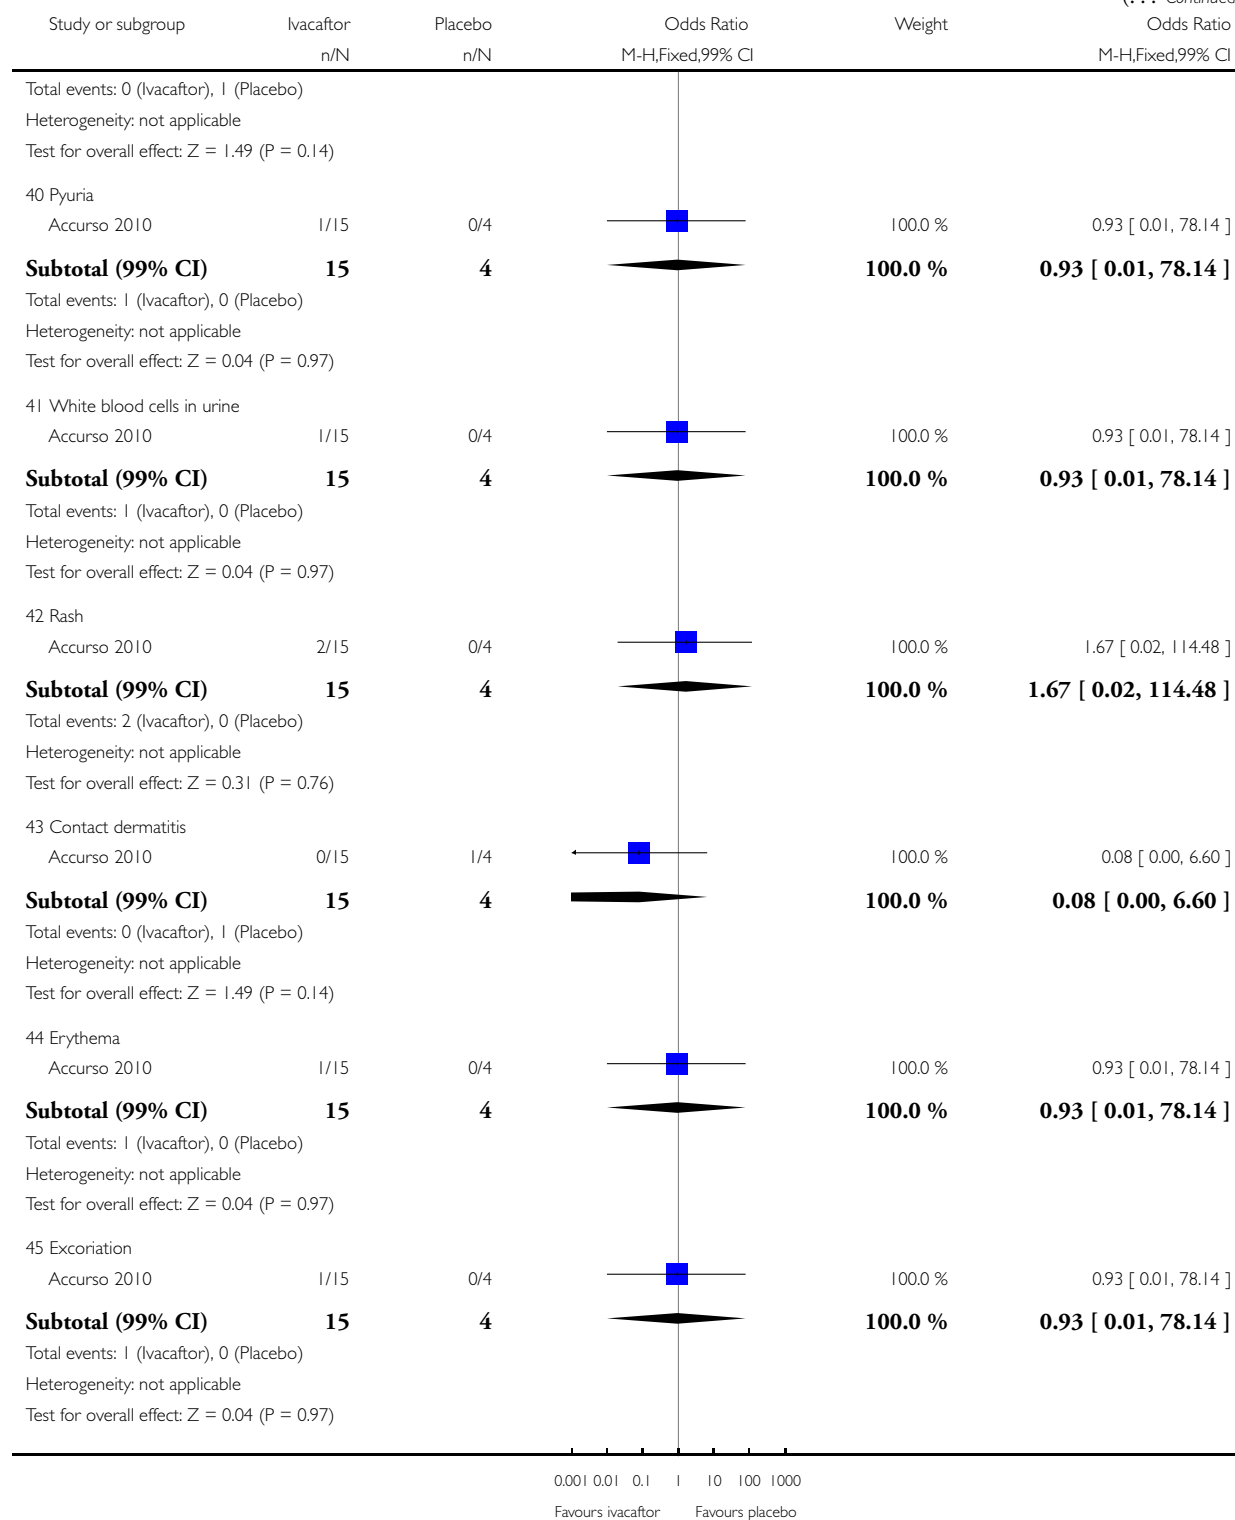 (. . . Continued
Study or subgroup Ivacaftor Placebo Odds Ratio Weight Odds Ratio
n/N n/N M-H,Fixed,99% CI M-H,Fixed,99% CI
Total events: 0 (Ivacaftor), 1 (Placebo)
Heterogeneity: not applicable
Test for overall effect: Z = 1.49 (P = 0.14)
40 Pyuria
Accurso 2010 1/15 0/4 100.0 % 0.93 [ 0.01, 78.14 ]
Subtotal (99% CI) 15 4 100.0 % 0.93 [ 0.01, 78.14 ]
Total events: 1 (Ivacaftor), 0 (Placebo)
Heterogeneity: not applicable
Test for overall effect: Z = 0.04 (P = 0.97)
41 White blood cells in urine
Accurso 2010 1/15 0/4 100.0 % 0.93 [ 0.01, 78.14 ]
Subtotal (99% CI) 15 4 100.0 % 0.93 [ 0.01, 78.14 ]
Total events: 1 (Ivacaftor), 0 (Placebo)
Heterogeneity: not applicable
Test for overall effect: Z = 0.04 (P = 0.97)
42 Rash
Accurso 2010 2/15 0/4 100.0 % 1.67 [ 0.02, 114.48 ]
Subtotal (99% CI) 15 4 100.0 % 1.67 [ 0.02, 114.48 ]
Total events: 2 (Ivacaftor), 0 (Placebo)
Heterogeneity: not applicable
Test for overall effect: Z = 0.31 (P = 0.76)
43 Contact dermatitis
Accurso 2010 0/15 1/4 100.0 % 0.08 [ 0.00, 6.60 ]
Subtotal (99% CI) 15 4 100.0 % 0.08 [ 0.00, 6.60 ]
Total events: 0 (Ivacaftor), 1 (Placebo)
Heterogeneity: not applicable
Test for overall effect: Z = 1.49 (P = 0.14)
44 Erythema
Accurso 2010 1/15 0/4 100.0 % 0.93 [ 0.01, 78.14 ]
Subtotal (99% CI) 15 4 100.0 % 0.93 [ 0.01, 78.14 ]
Total events: 1 (Ivacaftor), 0 (Placebo)
Heterogeneity: not applicable
Test for overall effect: Z = 0.04 (P = 0.97)
45 Excoriation
Accurso 2010 1/15 0/4 100.0 % 0.93 [ 0.01, 78.14 ]
Subtotal (99% CI) 15 4 100.0 % 0.93 [ 0.01, 78.14 ]
Total events: 1 (Ivacaftor), 0 (Placebo)
Heterogeneity: not applicable
Test for overall effect: Z = 0.04 (P = 0.97)
0.001 0.01 0.1 1 10 100 1000
Favours ivacaftor Favours placebo